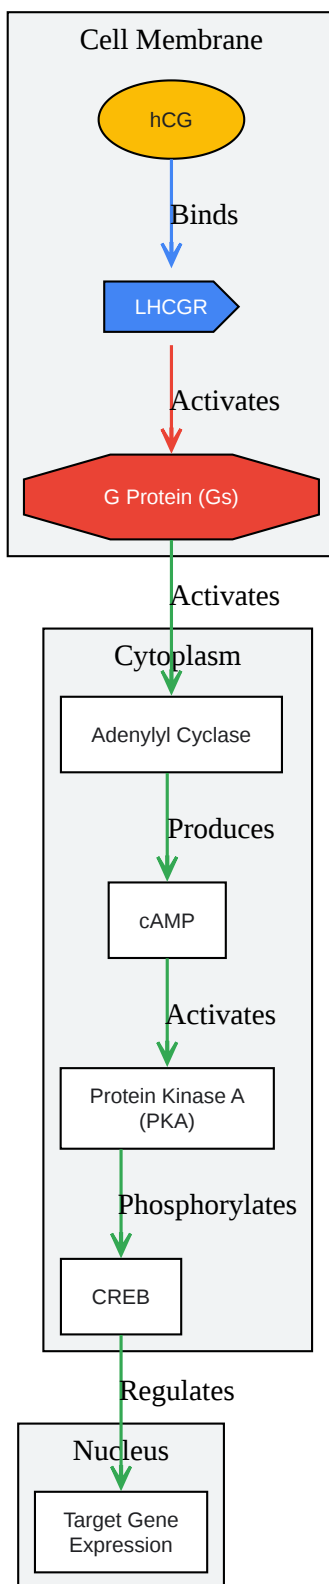 Cell Membrane
hCG
Binds
LHCGR
Activates
G Protein (Gs)
Activates
Cytoplasm
Adenylyl Cyclase
Produces
cAMP
Activates
Protein Kinase A
(PKA)
Phosphorylates
CREB
Regulates
Nucleus
Target Gene
Expression